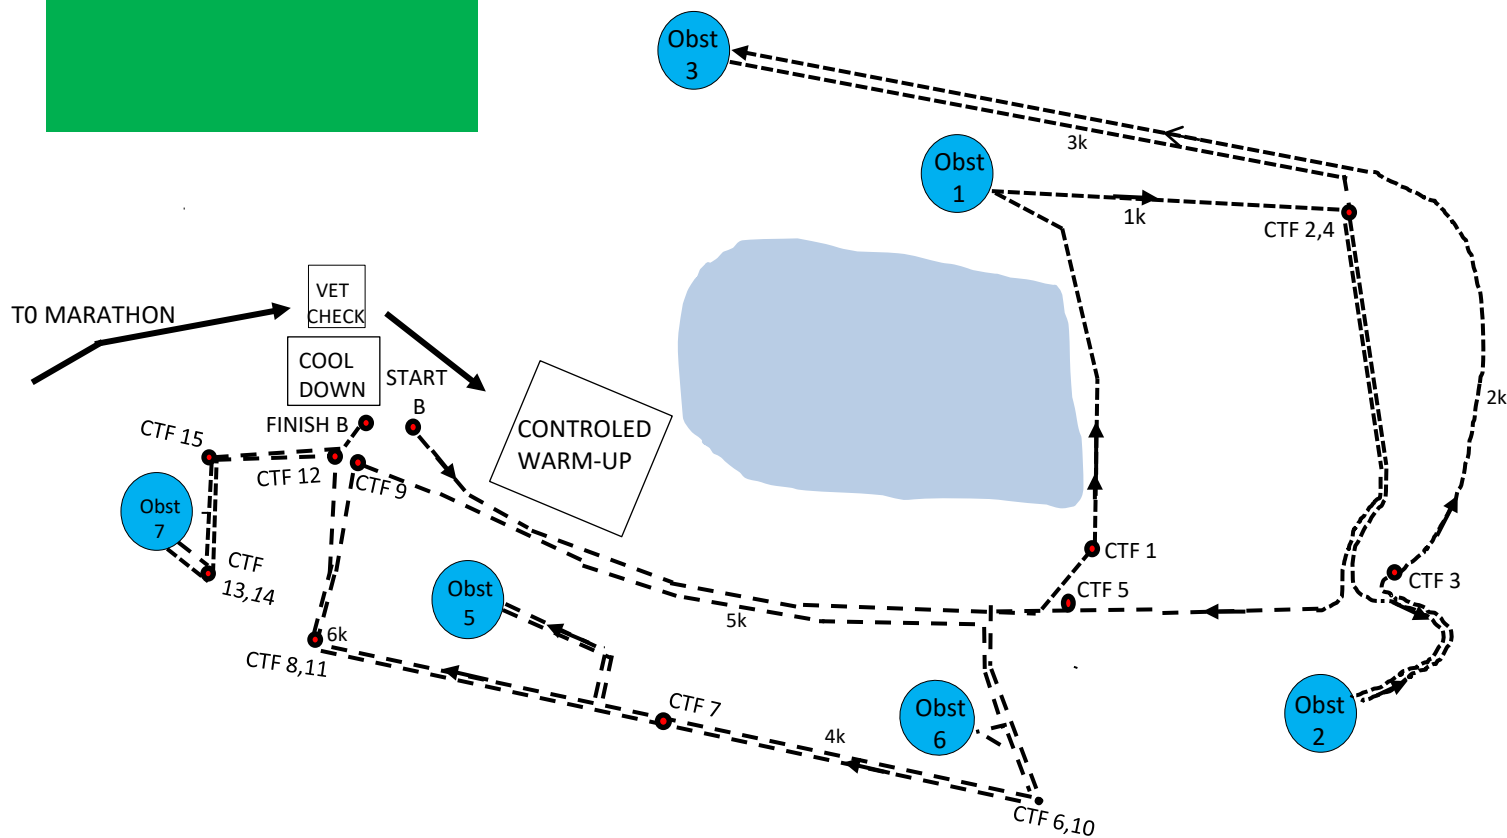 Obst
3
3k
Obst
1
1k
CTF 2,4
VET
CHECK
T0 MARATHON
COOL
DOWN
START
B
2k
FINISH B
CONTROLED
WARM-UP
CTF 15
CTF 12
CTF 9
Obst
7
CTF
13,14
CTF 1
CTF 3
CTF 5
Obst
5
5k
6k
CTF 8,11
CTF 7
Obst
6
Obst
2
4k
CTF 6,10